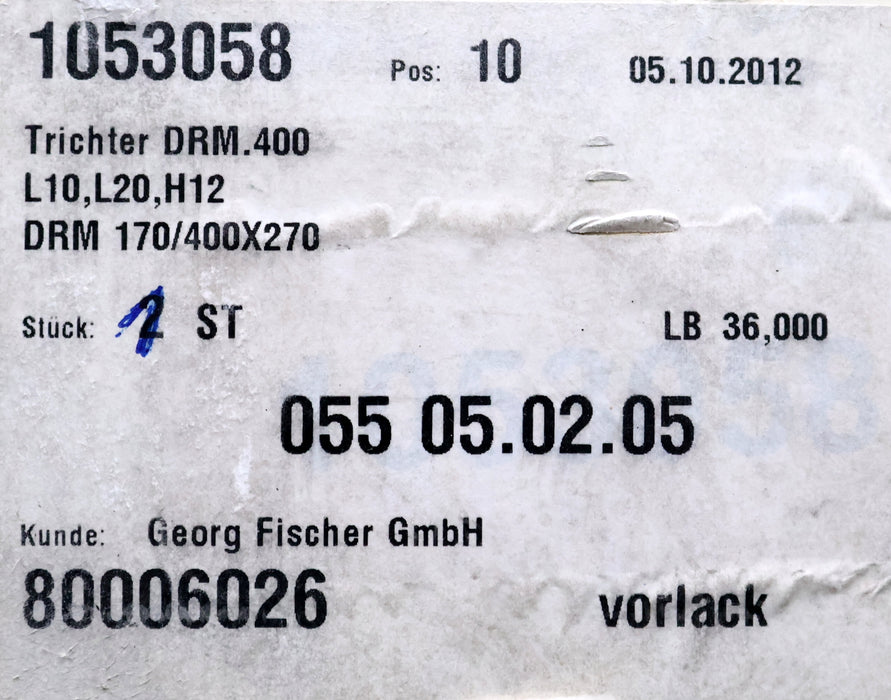 1053058 Pos: 10 05.10.2012
Trichter DRM.400
L10,L20,H12
DRM 170/400X270
Stück: 1 ST LB 36,000
055 05.02.05
Kunde: Georg Fischer GmbH
80006026 vorlack